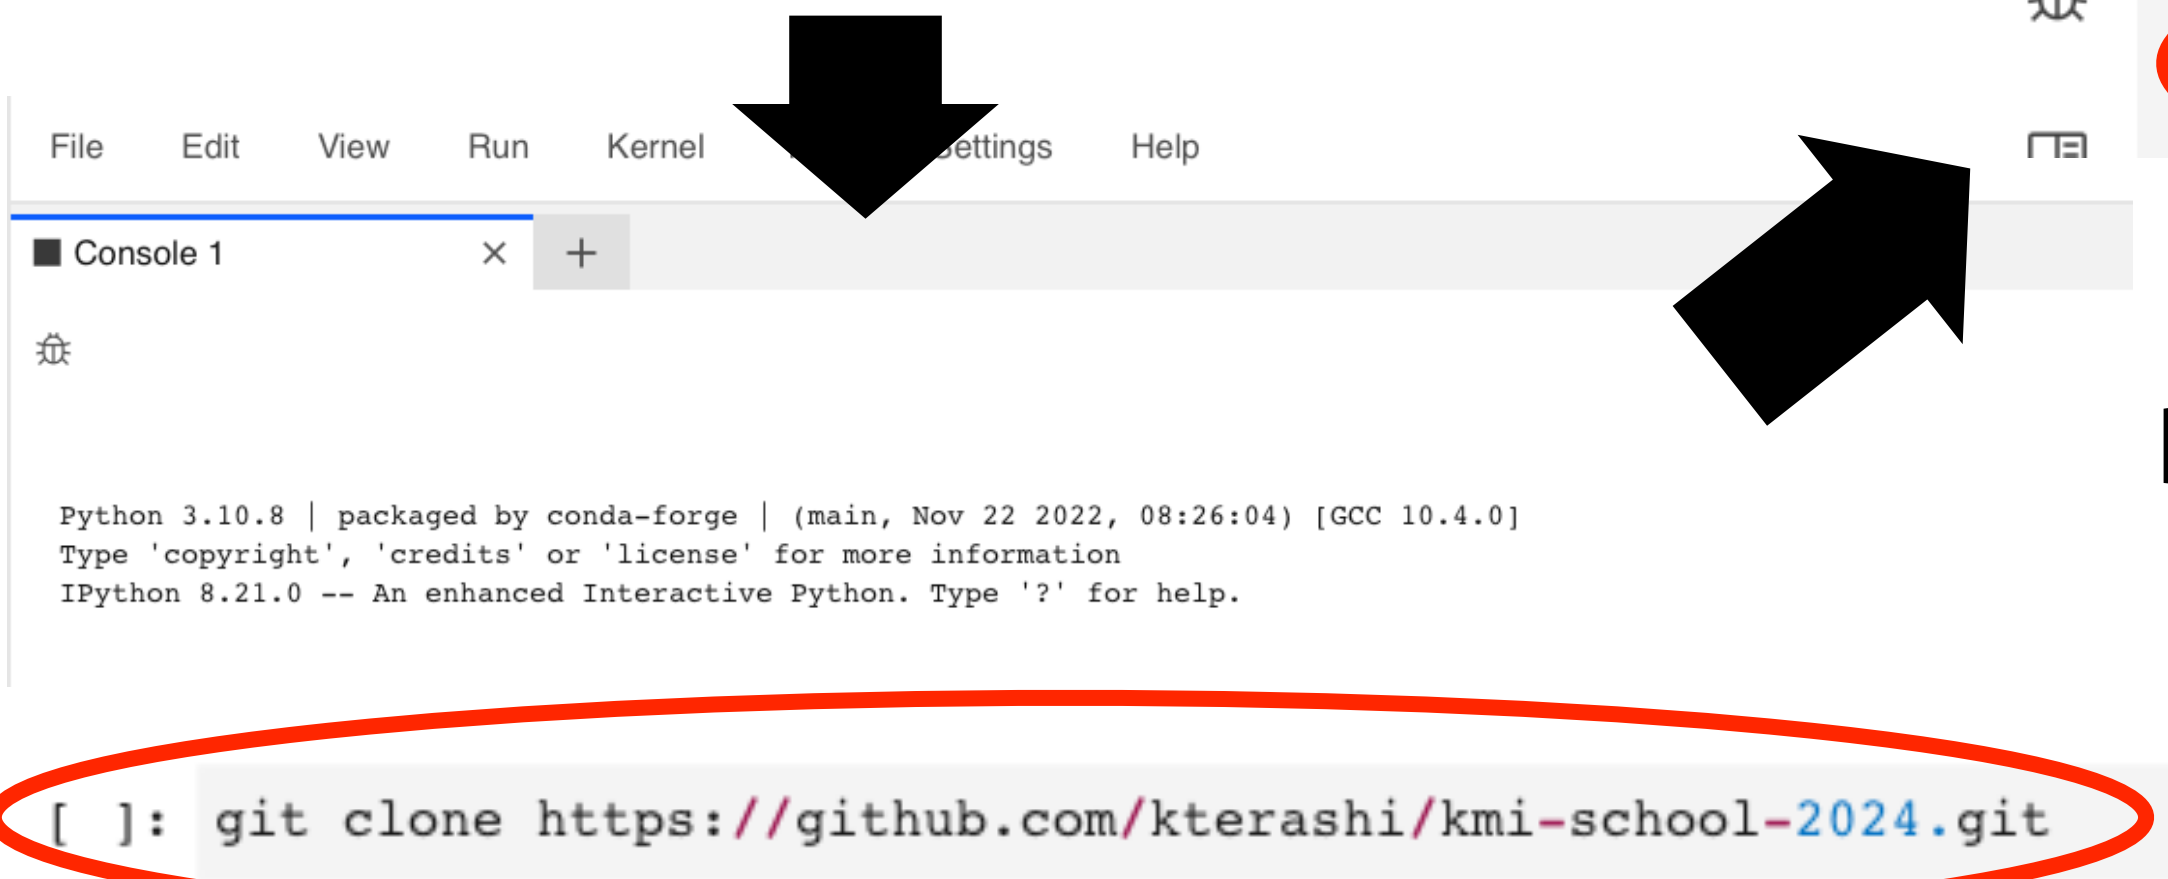 File Edit View Run Kernel Settings Help
Console 1
Python 3.10.8 | packaged by conda-forge | (main, Nov 22 2022, 08:26:04) [GCC 10.4.0]
Type 'copyright', 'credits' or 'license' for more information
IPython 8.21.0 -- An enhanced Interactive Python. Type '?' for help.
[ ]: git clone https://github.com/kterashi/kmi-school-2024.git